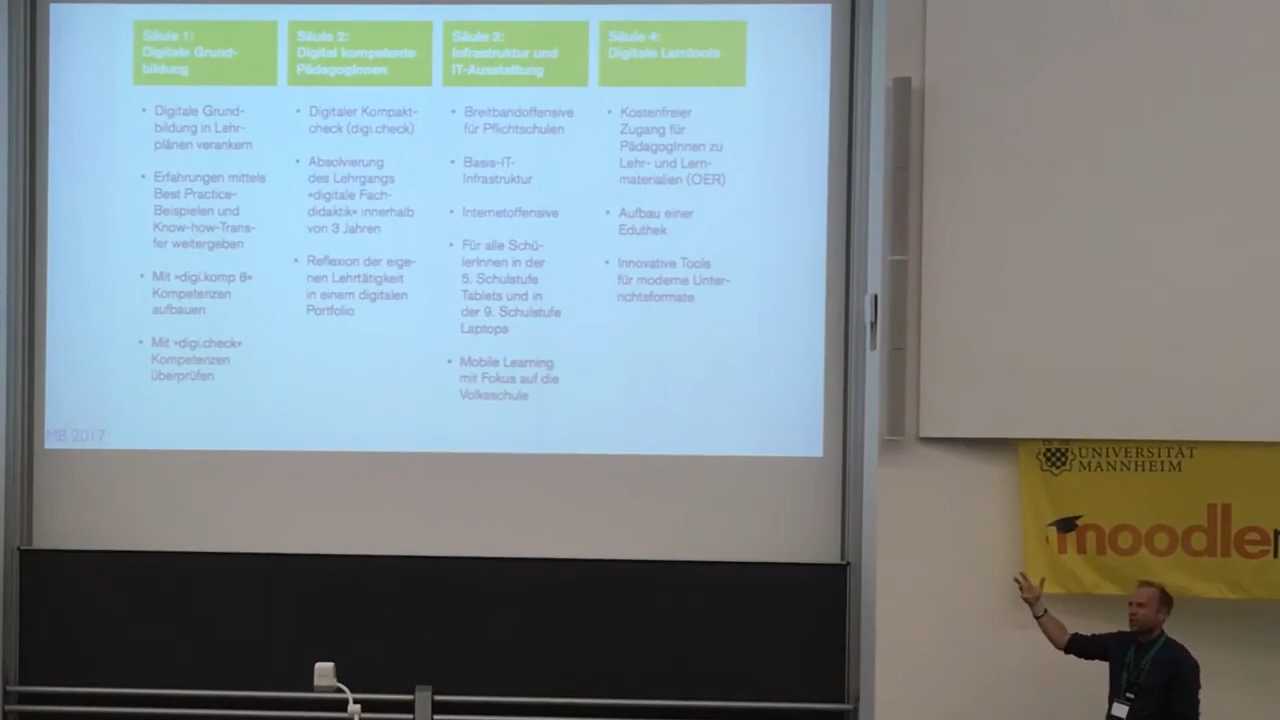 Säule 1:
Digitale Grund-
bildung
• Digitale Grund-
bildung in Lehr-
plänen verankern
• Erfahrungen mittels
Best Practice-
Beispielen und
Know-how-Trans-
fer weitergeben
• Mit »digi.komp 8«
Kompetenzen
aufbauen
• Mit »digi.check«
Kompetenzen
überprüfen
Säule 2:
Digital kompetente
PädagogInnen
• Digitaler Kompakt-
check (digi.check)
• Absolvierung
des Lehrgangs
»digitale Fach-
didaktik« innerhalb
von 3 Jahren
• Reflexion der eige-
nen Lehrtätigkeit
in einem digitalen
Portfolio
Säule 3:
Infrastruktur und
IT-Ausstattung
• Breitbandoffensive
für Pflichtschulen
• Basis-IT-
Infrastruktur
• Internetoffensive
• Für alle Schü-
lerInnen in der
5. Schulstufe
Tablets und in
der 9. Schulstufe
Laptops
• Mobile Learning
mit Fokus auf die
Volksschule
Säule 4:
Digitale Lerntools
• Kostenfreier
Zugang für
PädagogInnen zu
Lehr- und Lern-
materialien (OER)
• Aufbau einer
Eduthek
• Innovative Tools
für moderne Unter-
richtsformate
MB 2017
UNIVERSITÄT
MANNHEIM
moodle